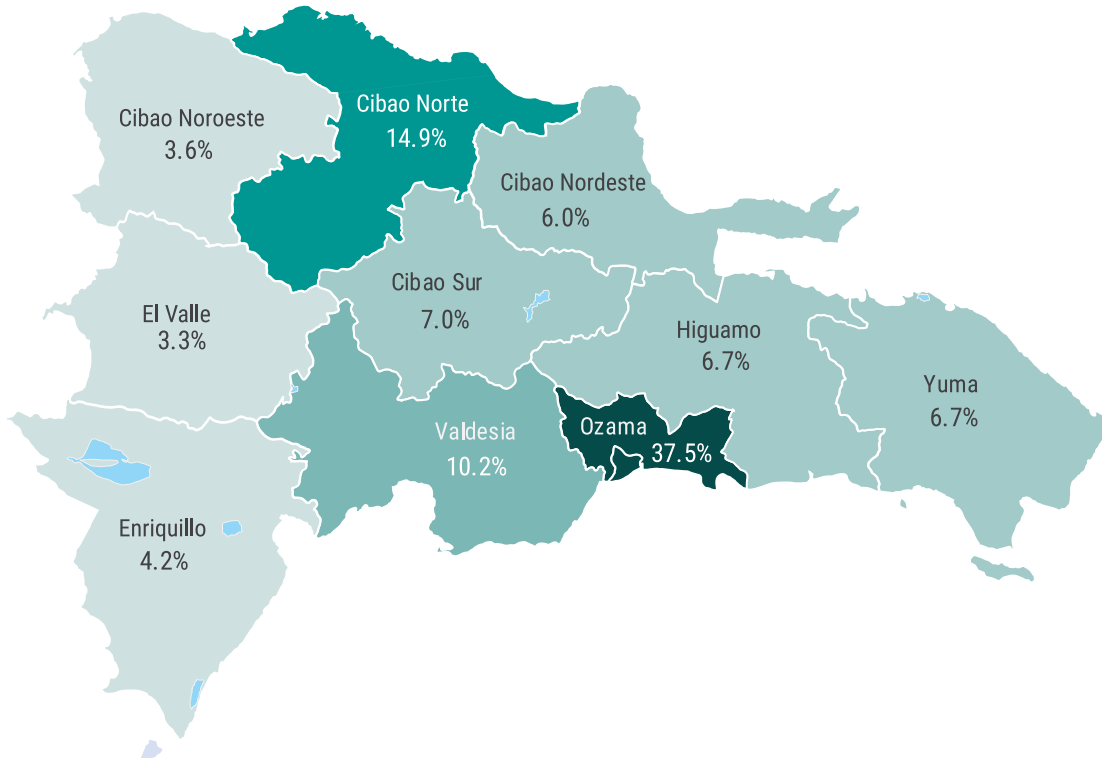 Cibao Noroeste
3.6%
Cibao Norte
14.9%
Cibao Nordeste
6.0%
Cibao Sur
7.0%
El Valle
3.3%
Higuamo
6.7%
Yuma
6.7%
Valdesia
10.2%
Ozama
37.5%
Enriquillo
4.2%